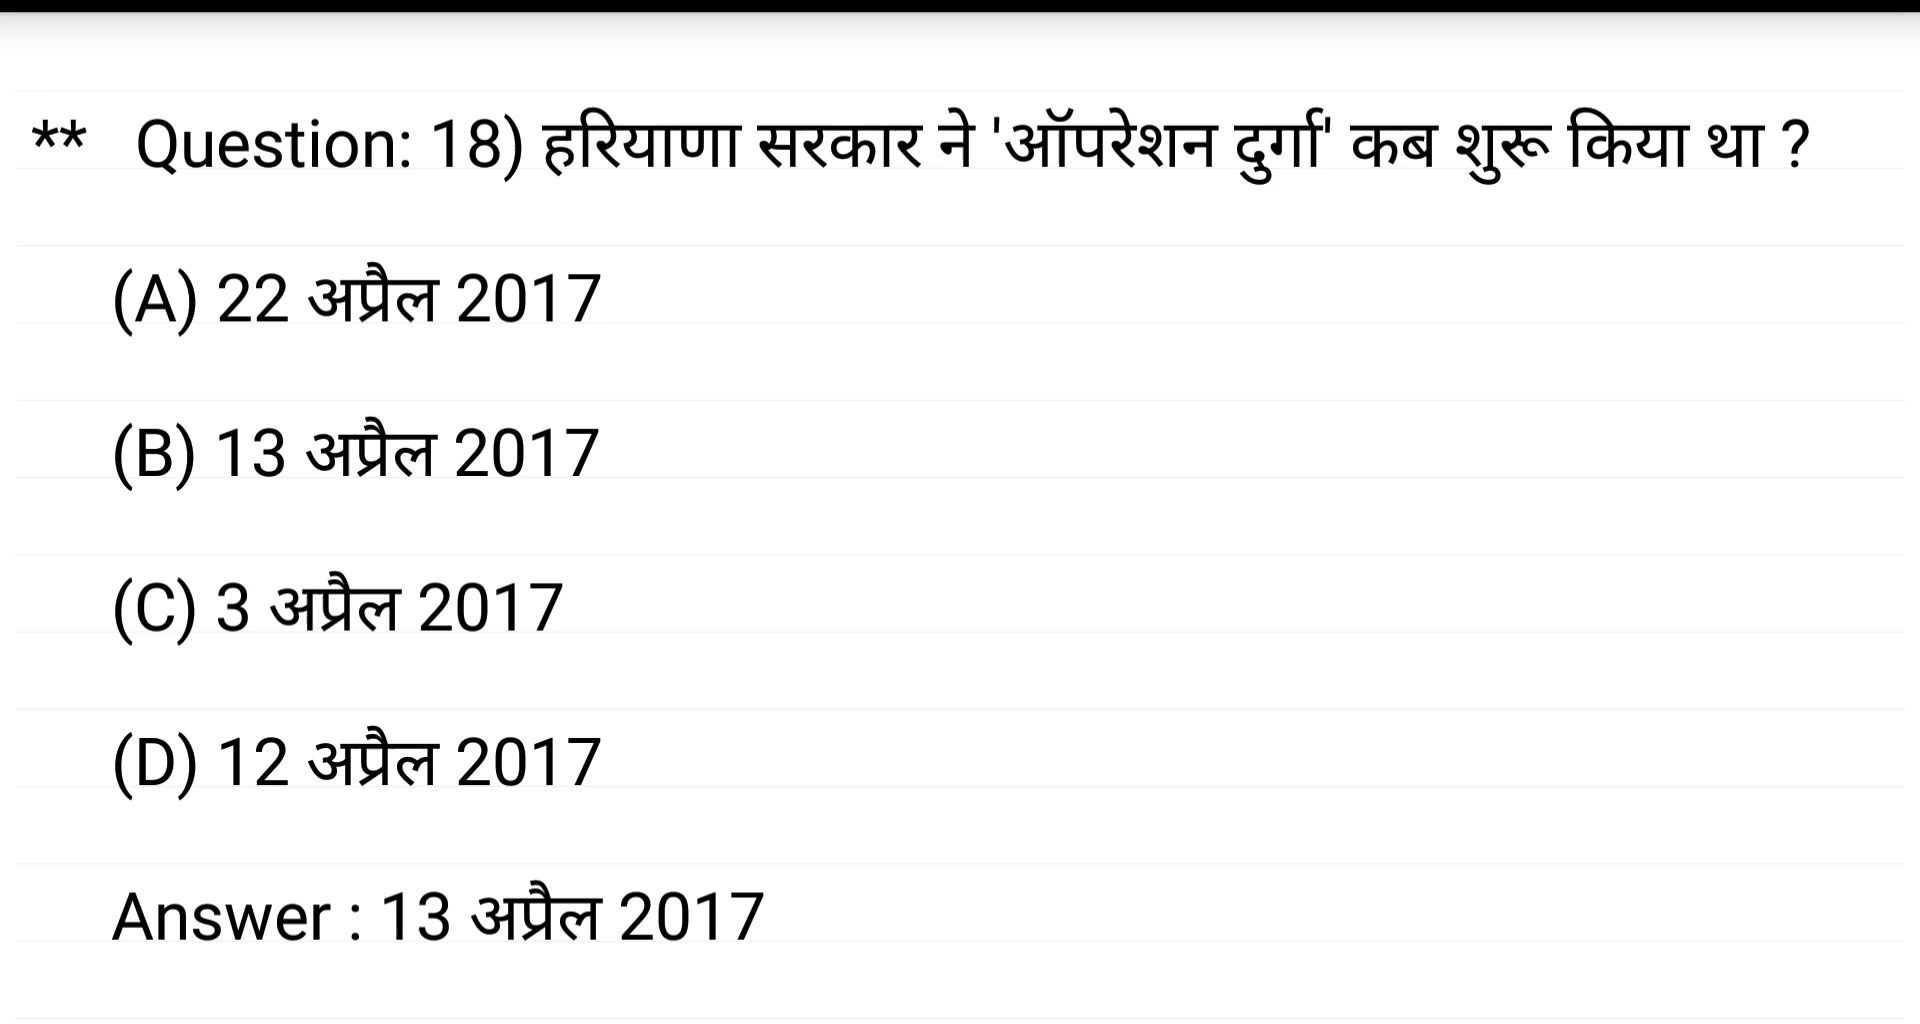 ** Question: 18) हरियाणा सरकार ने 'ऑपरेशन दुर्गा' कब शुरू किया था ?
(A) 22 अप्रैल 2017
(B) 13 अप्रैल 2017
(C) 3 अप्रैल 2017
(D) 12 अप्रैल 2017
Answer : 13 अप्रैल 2017